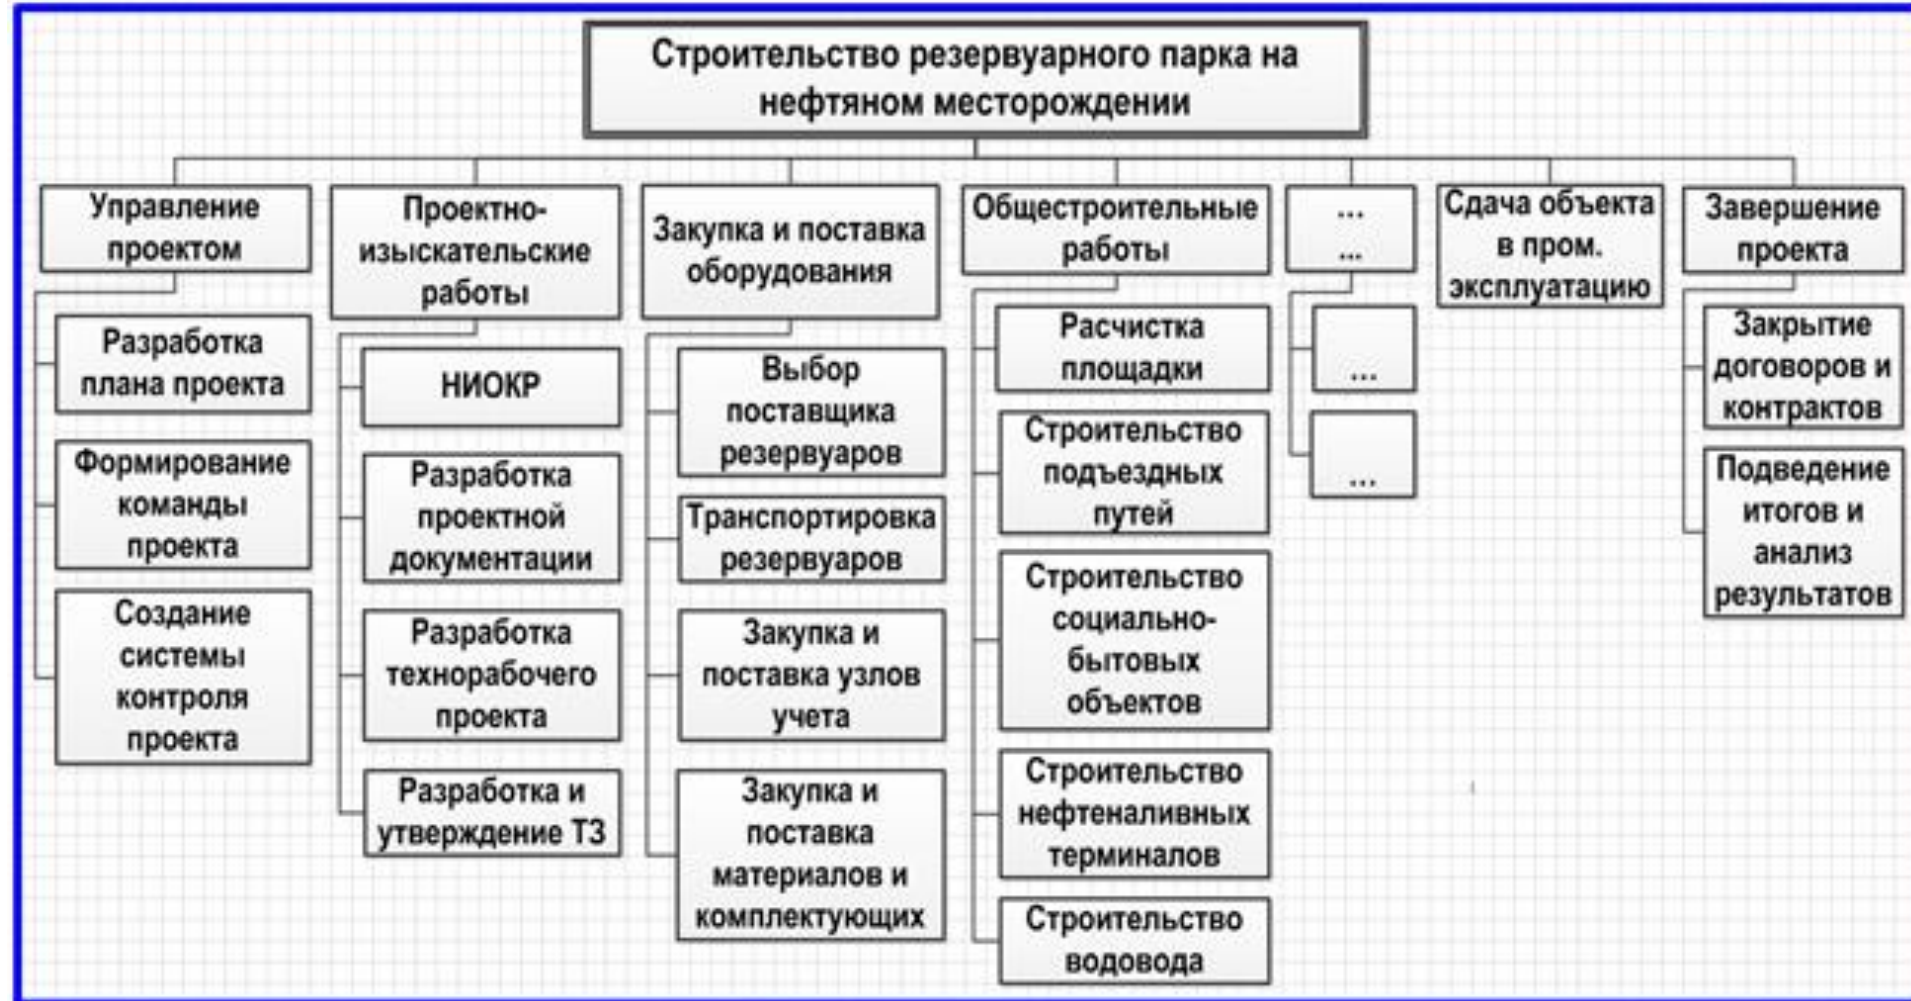 Строительство резервуарного парка на
нефтяном месторождении
Управление
проектом
Разработка
плана проекта
Формирование
команды
проекта
Создание
системы
контроля
проекта
Проектно-
изыскательские
работы
НИОКР
Разработка
проектной
документации
Разработка
технорабочего
проекта
Разработка и
утверждение ТЗ
Закупка и поставка
оборудования
Выбор
поставщика
резервуаров
Транспортировка
резервуаров
Закупка и
поставка узлов
учета
Закупка и
поставка
материалов и
комплектующих
Общестроительные
работы
Расчистка
площадки
Строительство
подъездных
путей
Строительство
социально-
бытовых
объектов
Строительство
нефтеналивных
терминалов
Строительство
водовода
...
...
...
...
Сдача объекта
в пром.
эксплуатацию
Завершение
проекта
Закрытие
договоров и
контрактов
Подведение
итогов и
анализ
результатов